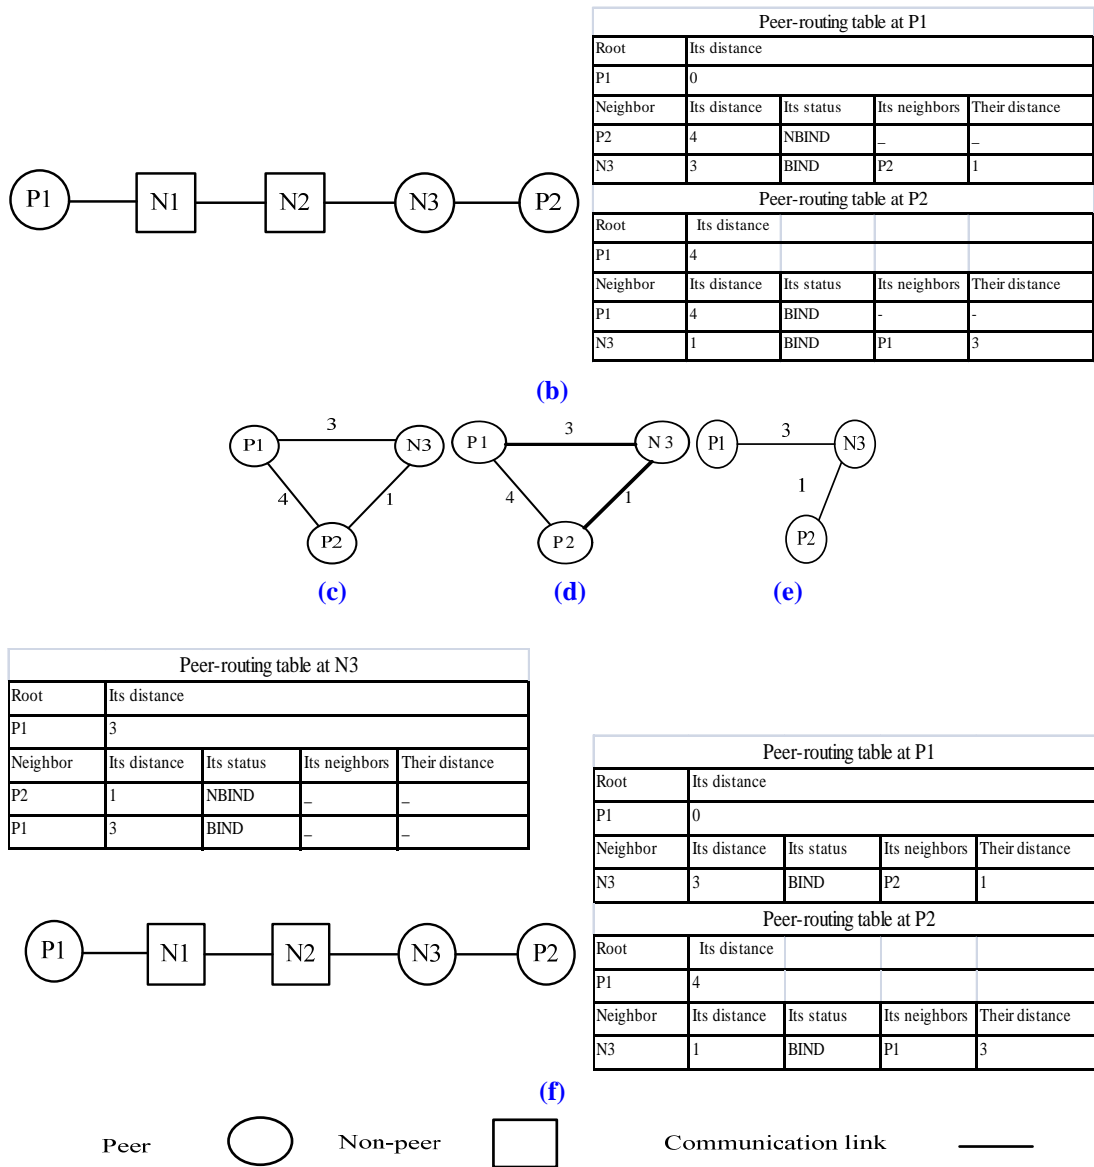 Peer-routing table at P1
Root Its distance
P1 0
Neighbor Its distance Its status Its neighbors Their distance
P2 4 NBIND _ _
N3 3 BIND P2 1
Peer-routing table at P2
Root Its distance
P1 4
Neighbor Its distance Its status Its neighbors Their distance
P1 4 BIND - -
N3 1 BIND P1 3
P1 N1 N2 N3 P2
(b)
P1 3 N3
4 1
P2
(c)
P1 3 N3
4 1
P2
(d)
P1 3 N3
1
P2
(e)
Peer-routing table at N3
Root Its distance
P1 3
Neighbor Its distance Its status Its neighbors Their distance
P2 1 NBIND _ _
P1 3 BIND _ _
P1 N1 N2 N3 P2
Peer-routing table at P1
Root Its distance
P1 0
Neighbor Its distance Its status Its neighbors Their distance
N3 3 BIND P2 1
Peer-routing table at P2
Root Its distance
P1 4
Neighbor Its distance Its status Its neighbors Their distance
N3 1 BIND P1 3
(f)
Peer Non-peer Communication link